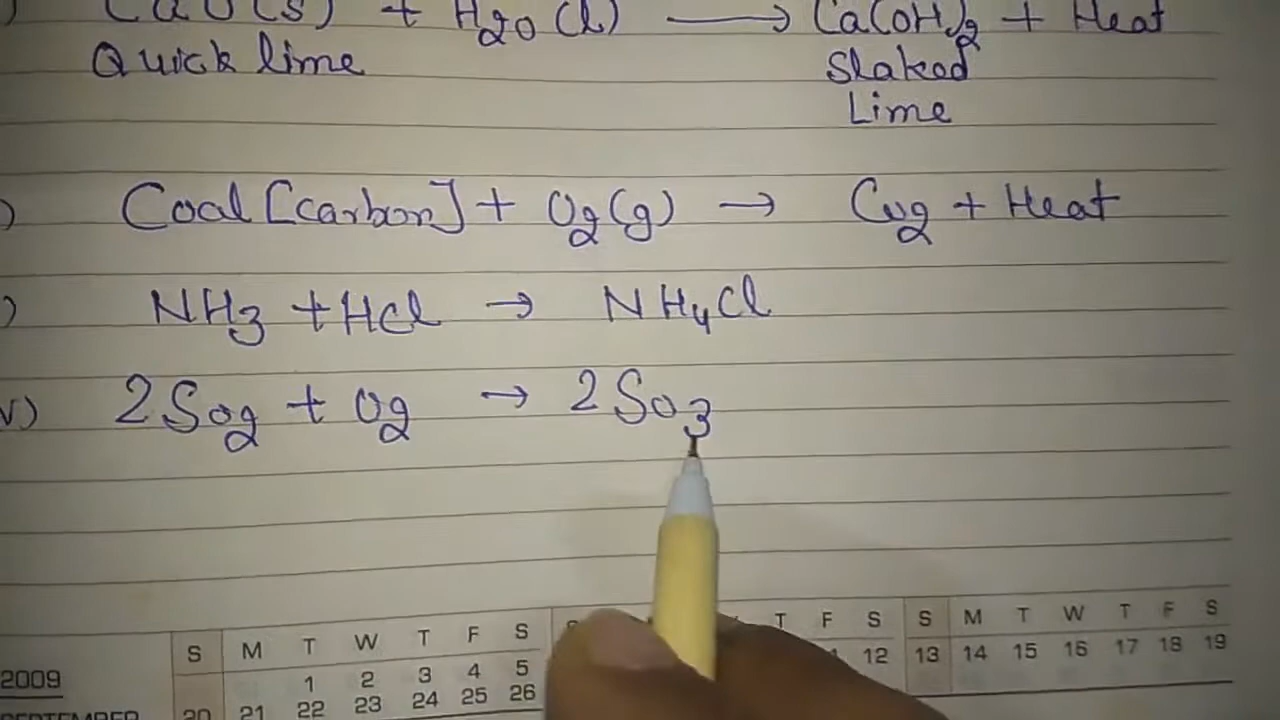 ) CaO(s) + H2O(l) ⟶ Ca(OH)2 + Heat
Quick lime Slaked
Lime
) Coal [carbon] + O2(g) → CO2 + Heat
) NH3 + HCl → NH4Cl
V) 2SO2 + O2 → 2SO3
S M T W T F S T F S S M T W T F S
2009 1 2 3 4 5 12 13 14 15 16 17 18 19
SEPTEMBER 20 21 22 23 24 25 26